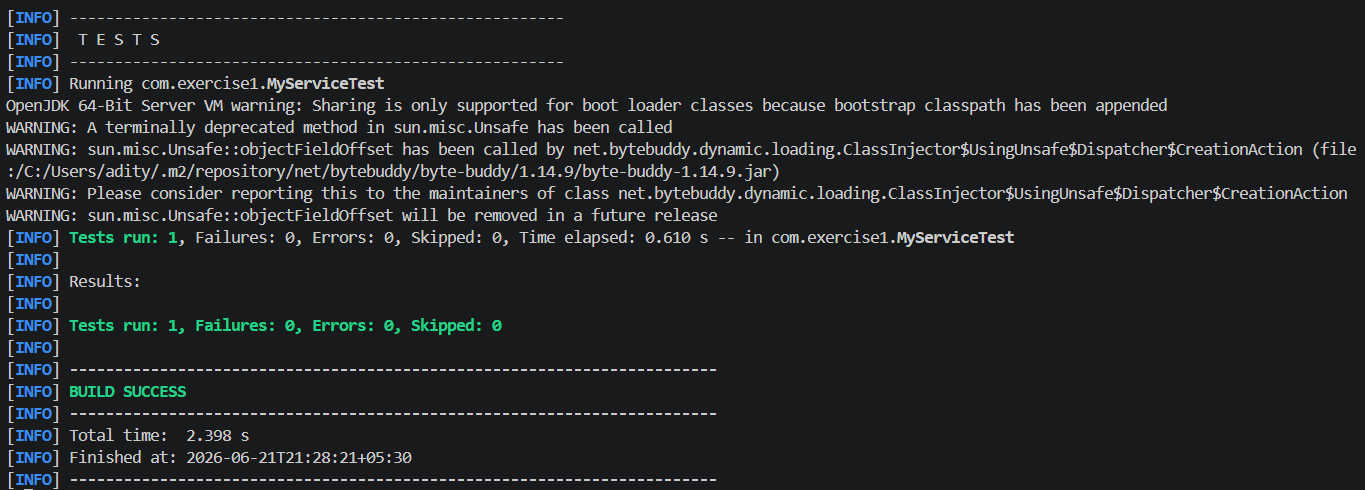 [INFO] -------------------------------------------------------
[INFO]  T E S T S
[INFO] -------------------------------------------------------
[INFO] Running com.exercise1.MyServiceTest
OpenJDK 64-Bit Server VM warning: Sharing is only supported for boot loader classes because bootstrap classpath has been appended
WARNING: A terminally deprecated method in sun.misc.Unsafe has been called
WARNING: sun.misc.Unsafe::objectFieldOffset has been called by net.bytebuddy.dynamic.loading.ClassInjector$UsingUnsafe$Dispatcher$CreationAction (file
:/C:/Users/adity/.m2/repository/net/bytebuddy/byte-buddy/1.14.9/byte-buddy-1.14.9.jar)
WARNING: Please consider reporting this to the maintainers of class net.bytebuddy.dynamic.loading.ClassInjector$UsingUnsafe$Dispatcher$CreationAction
WARNING: sun.misc.Unsafe::objectFieldOffset will be removed in a future release
[INFO] Tests run: 1, Failures: 0, Errors: 0, Skipped: 0, Time elapsed: 0.610 s -- in com.exercise1.MyServiceTest
[INFO]
[INFO] Results:
[INFO]
[INFO] Tests run: 1, Failures: 0, Errors: 0, Skipped: 0
[INFO]
[INFO] ------------------------------------------------------------------------
[INFO] BUILD SUCCESS
[INFO] ------------------------------------------------------------------------
[INFO] Total time:  2.398 s
[INFO] Finished at: 2026-06-21T21:28:21+05:30
[INFO] ------------------------------------------------------------------------